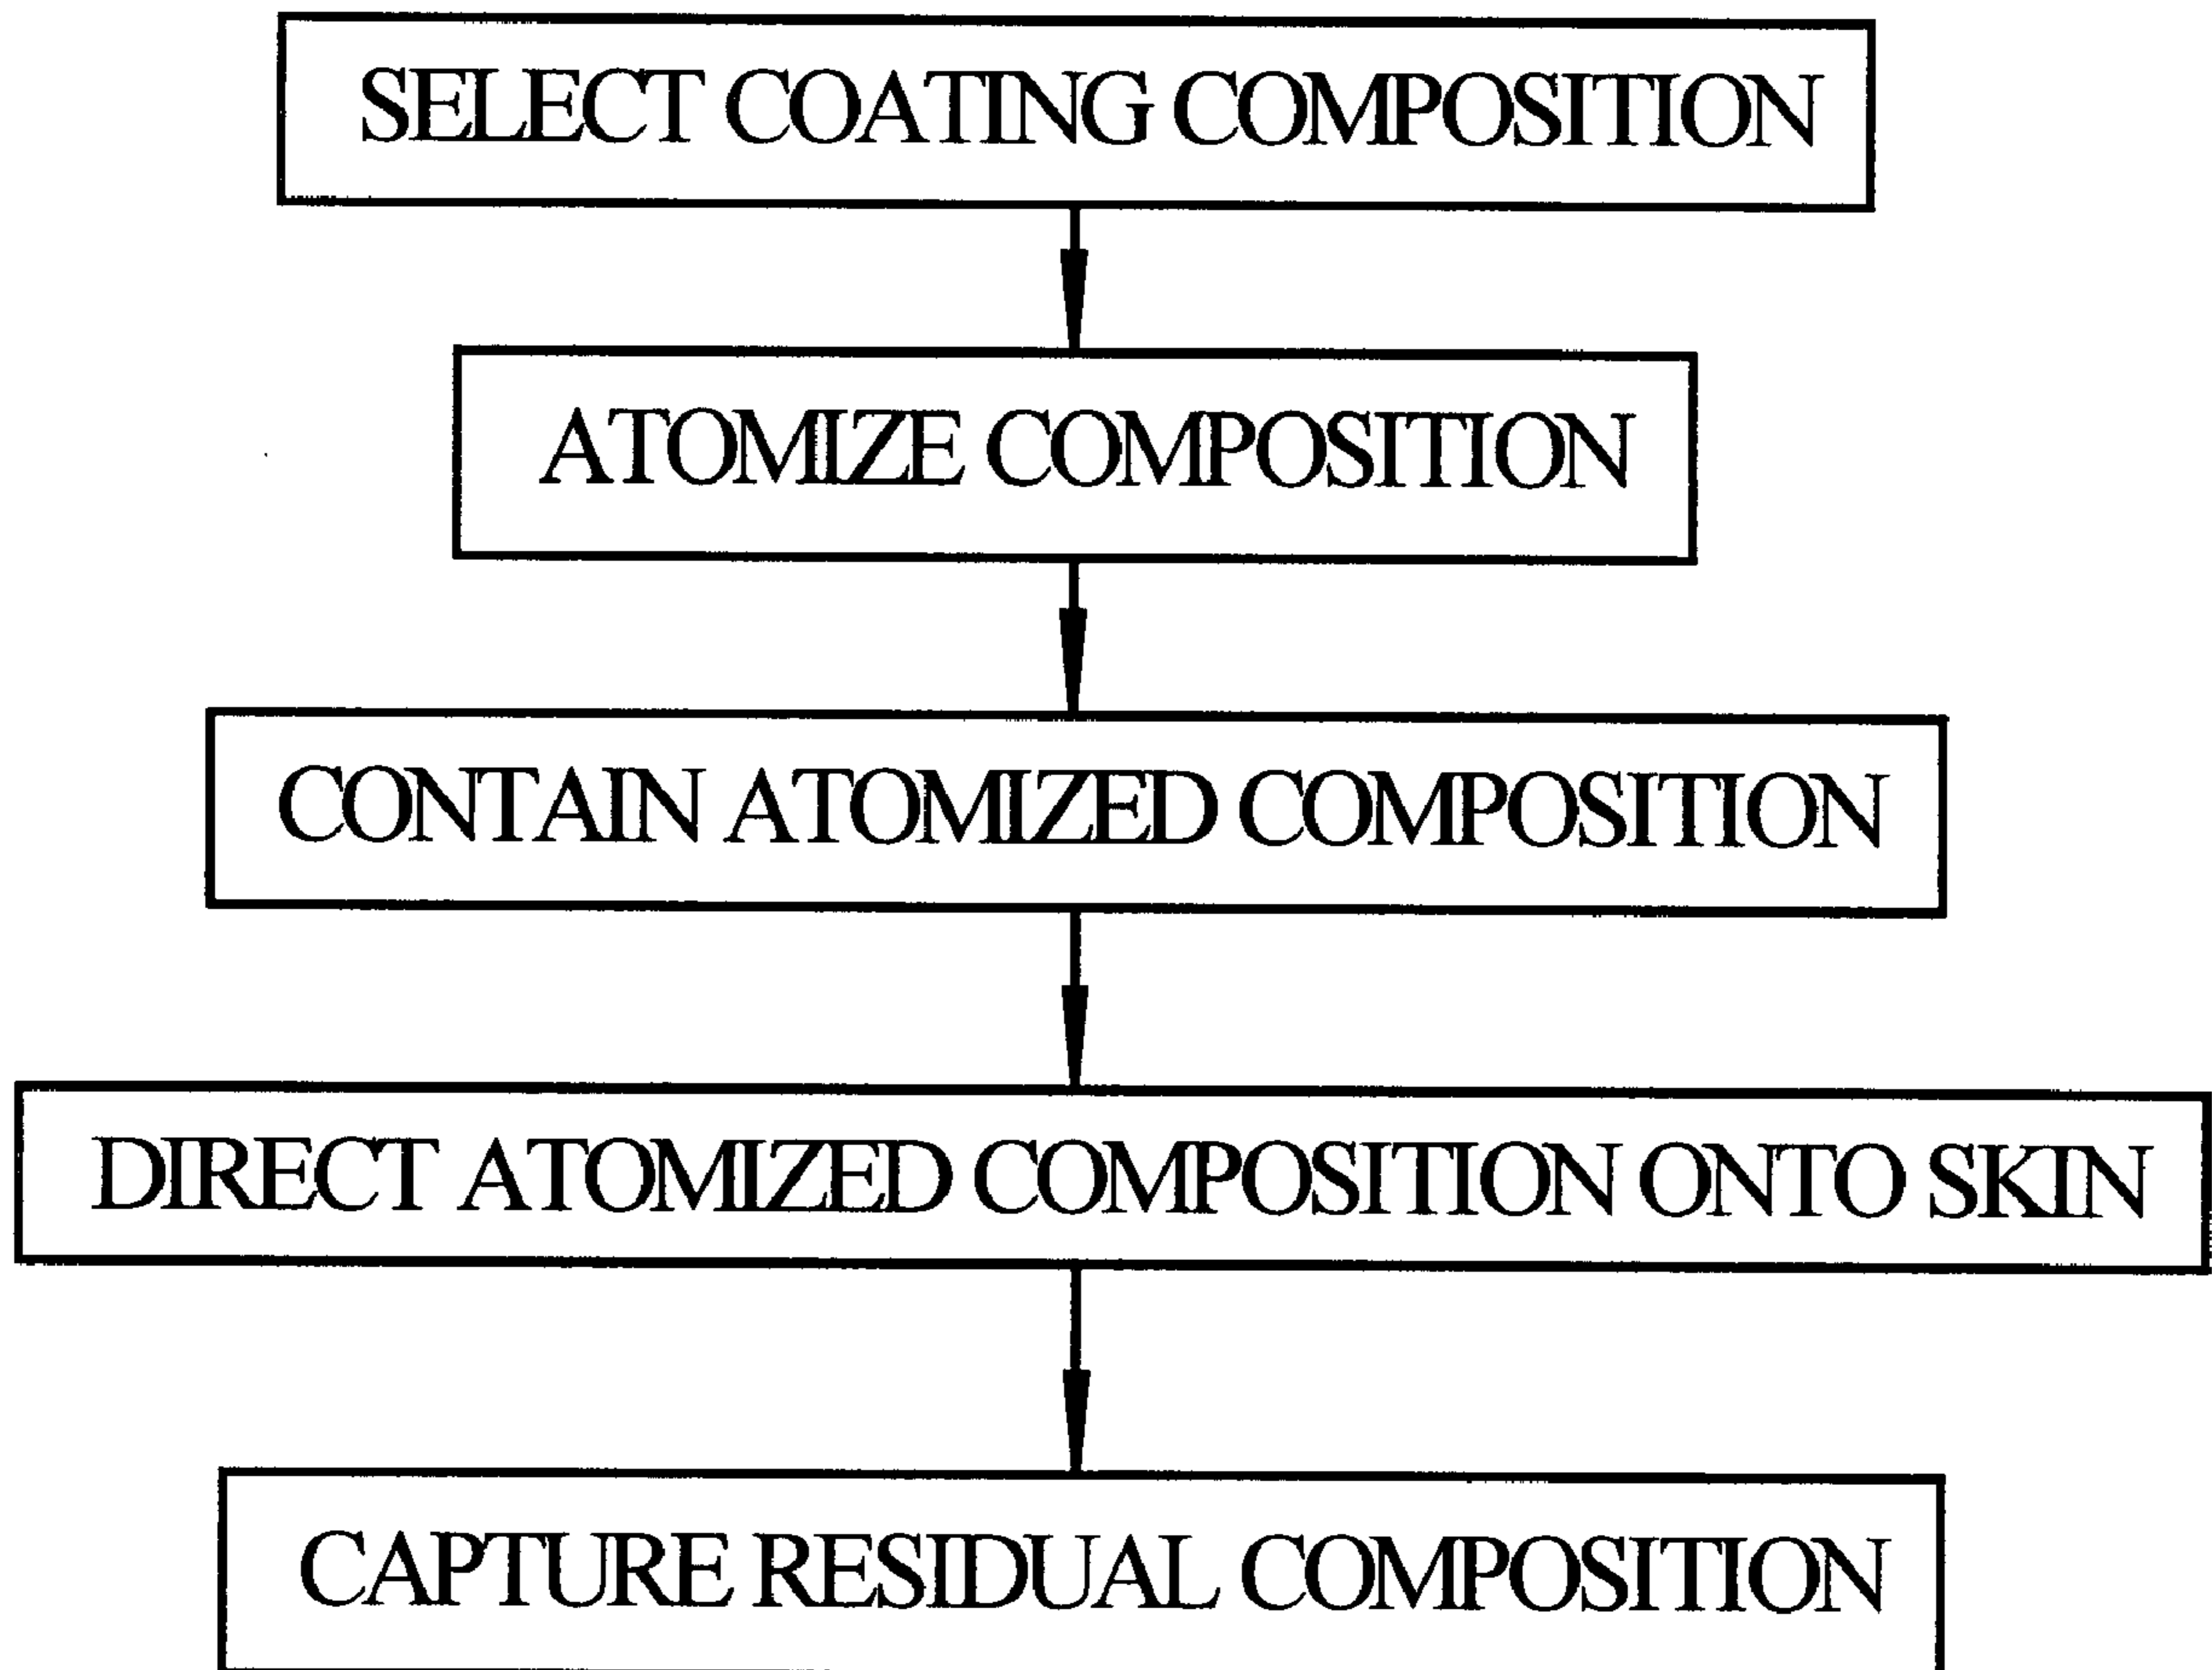 SELECT COATING COMPOSITION
ATOMIZE COMPOSITION
CONTAIN ATOMIZED COMPOSITION
DIRECT ATOMIZED COMPOSITION ONTO SKIN
CAPTURE RESIDUAL COMPOSITION